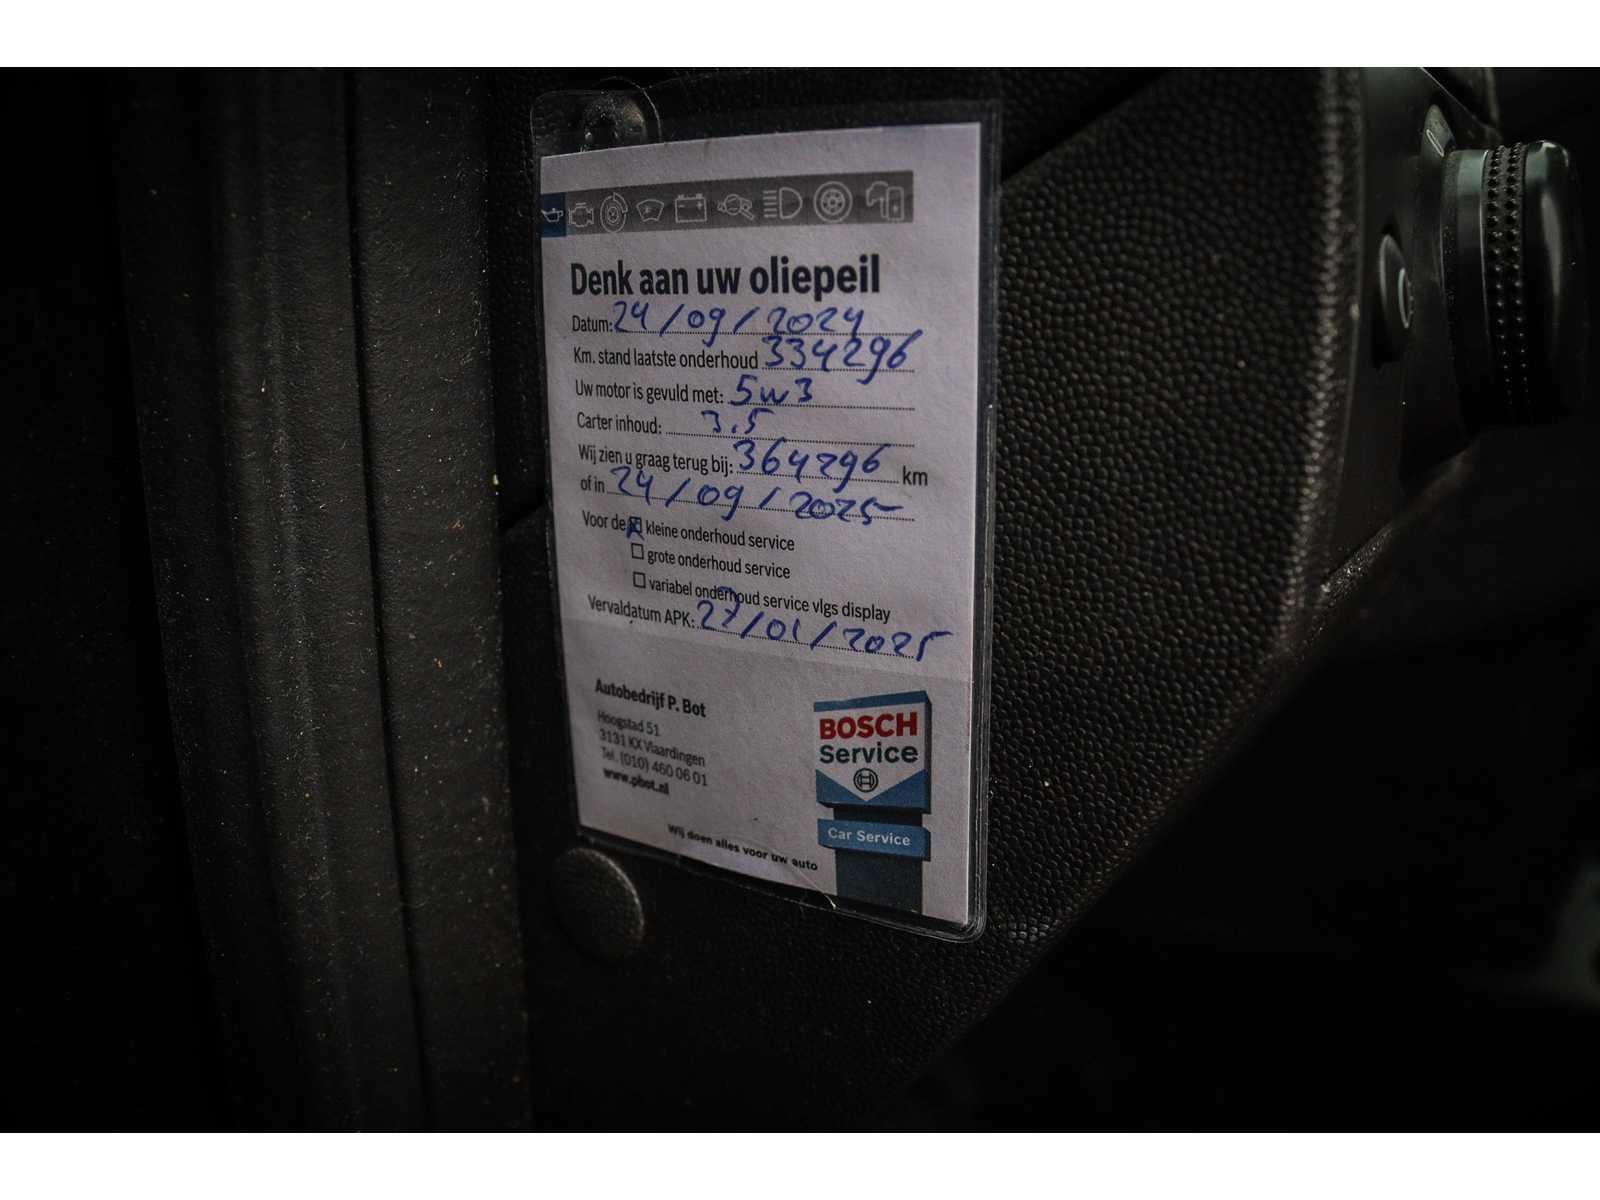 Denk aan uw oliepeil
Datum: 24/09/2024
Km. stand laatste onderhoud 334296
Uw motor is gevuld met: 5w3
Carter inhoud: 3.5
Wij zien u graag terug bij: 364296 km
of in 24/09/2025
Voor de kleine onderhoud service
grote onderhoud service
variabel onderhoud service vlgs display
Vervaldatum APK: 27/01/2025
Autobedrijf P. Bot
Hoogstad 51
3131 KX Vlaardingen
Tel. (010) 460 06 01
www.pbot.nl
Wij doen alles voor uw auto
BOSCH
Service
Car Service